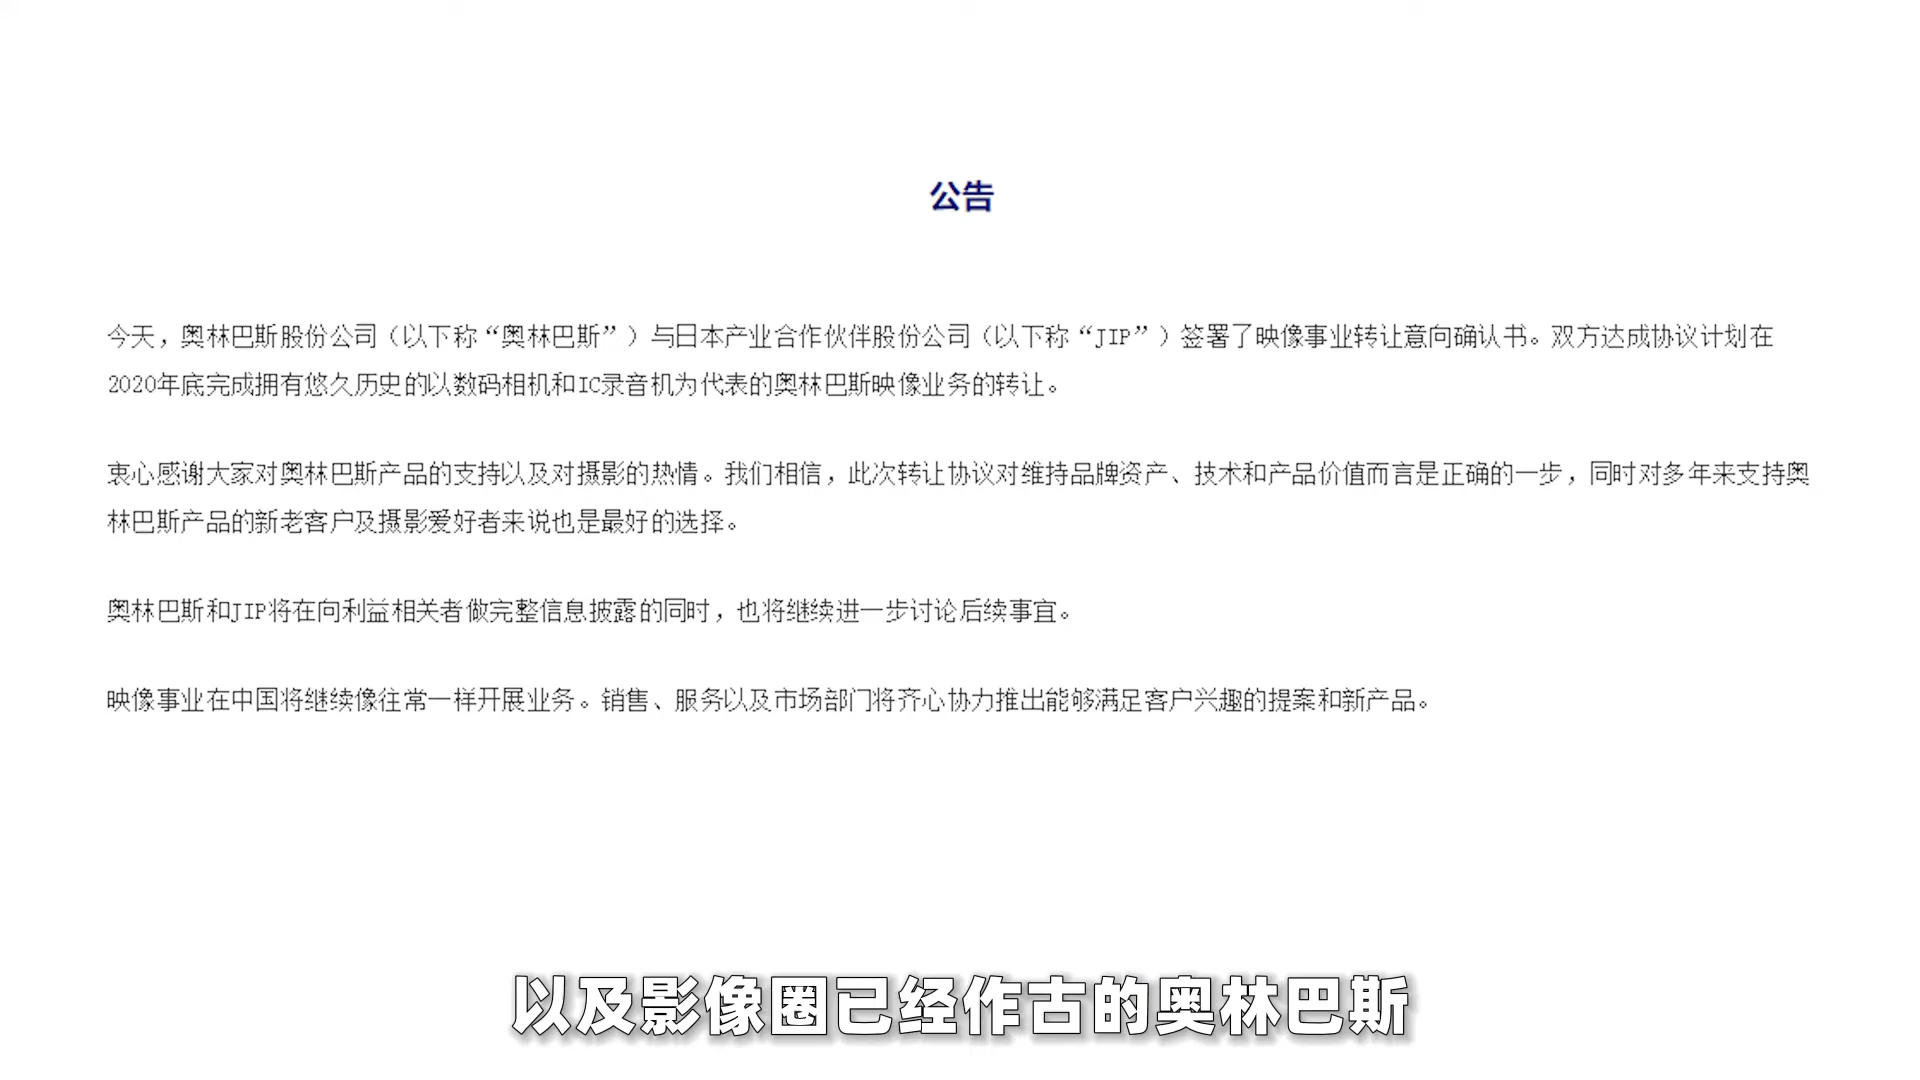 公告
今天，奥林巴斯股份公司（以下称“奥林巴斯”）与日本产业合作伙伴股份公司（以下称“JIP”）签署了映像事业转让意向确认书。双方达成协议计划在
2020年底完成拥有悠久历史的以数码相机和IC录音机为代表的奥林巴斯映像业务的转让。
衷心感谢大家对奥林巴斯产品的支持以及对摄影的热情。我们相信，此次转让协议对维持品牌资产、技术和产品价值而言是正确的一步，同时对多年来支持奥
林巴斯产品的新老客户及摄影爱好者来说也是最好的选择。
奥林巴斯和JIP将在向利益相关者做完整信息披露的同时，也将继续进一步讨论后续事宜。
映像事业在中国将继续像往常一样开展业务。销售、服务以及市场部门将齐心协力推出能够满足客户兴趣的提案和新产品。
以及影像圈已经作古的奥林巴斯